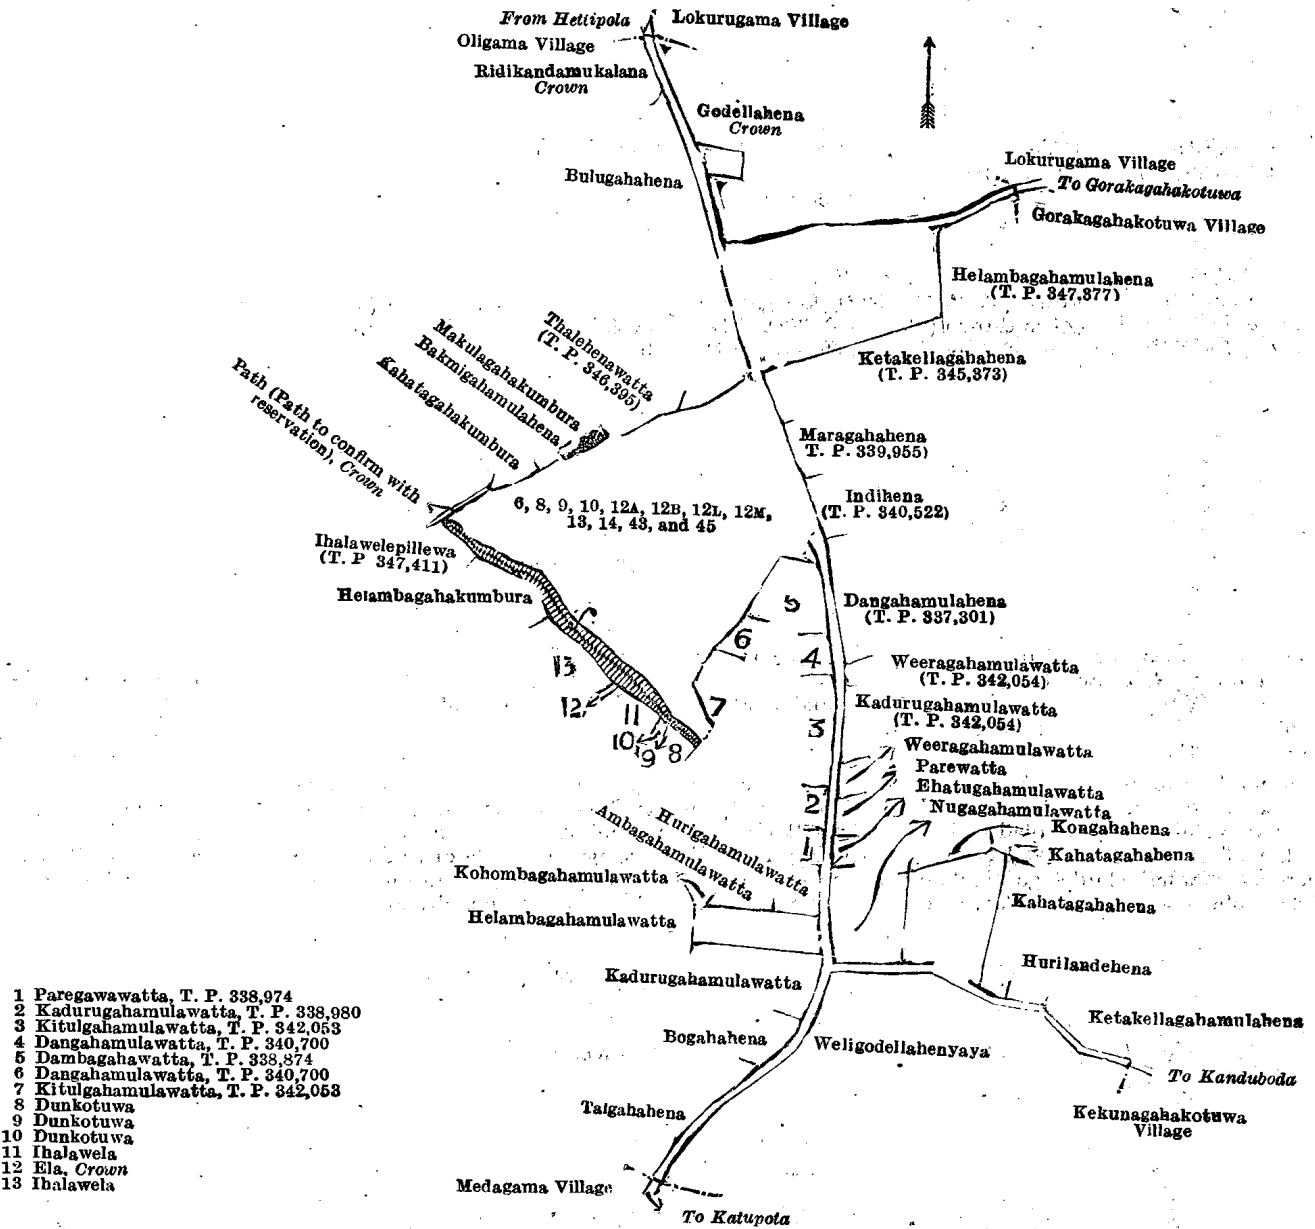 From Hettipola
Lokurugama Village
Oligama Village
Ridikandamukalana
Crown
Godellahena
Crown
Bulugahahena
Lokurugama Village
To Gorakagahakotuwa
Gorakagahakotuwa Village
Helambagahamulahena
(T. P. 347,377)
Ketakellagahahena
(T. P. 345,373)
Thalehenawatta
(T. P. 346,395)
Makulagahakumbura
Bakmigahamulahena
Kahatagahakumbura
Path (Path to confirm with
reservation), Crown
Maragahahena
T. P. 339,955)
Indihena
(T. P. 340,522)
6, 8, 9, 10, 12A, 12B, 12L, 12M,
13, 14, 43, and 45
Ihalawelepillewa
(T. P 347,411)
Helambagahakumbura
Dangahamulahena
(T. P. 337,301)
5
6
4
Weeragahamulawatta
(T. P. 342,054)
13
12
11
10
9
8
7
3
Kadurugahamulawatta
(T. P. 342,054)
Weeragahamulawatta
Parewatta
Ehatugahamulawatta
Nugagahamulawatta
2
1
Kongahahena
Kahatagahahena
Hurigahamulawatta
Ambagahamulawatta
Kohombagahamulawatta
Helambagahamulawatta
Kahatagahahena
Kadurugahamulawatta
Hurilandehena
Bogahahena
Weligodellahenyaya
Ketakellagahamulahena
To Kanduboda
Kekunagahakotuwa
Village
Talgahahena
Medagama Village
To Katupota
1 Paregawawatta, T. P. 338,974
2 Kadurugahamulawatta, T. P. 338,980
3 Kitulgahamulawatta, T. P. 342,053
4 Dangahamulawatta, T. P. 340,700
5 Dambagahawatta, T. P. 338,874
6 Dangahamulawatta, T. P. 340,700
7 Kitulgahamulawatta, T. P. 342,053
8 Dunkotuwa
9 Dunkotuwa
10 Dunkotuwa
11 Ihalawela
12 Ela, Crown
13 Ihalawela